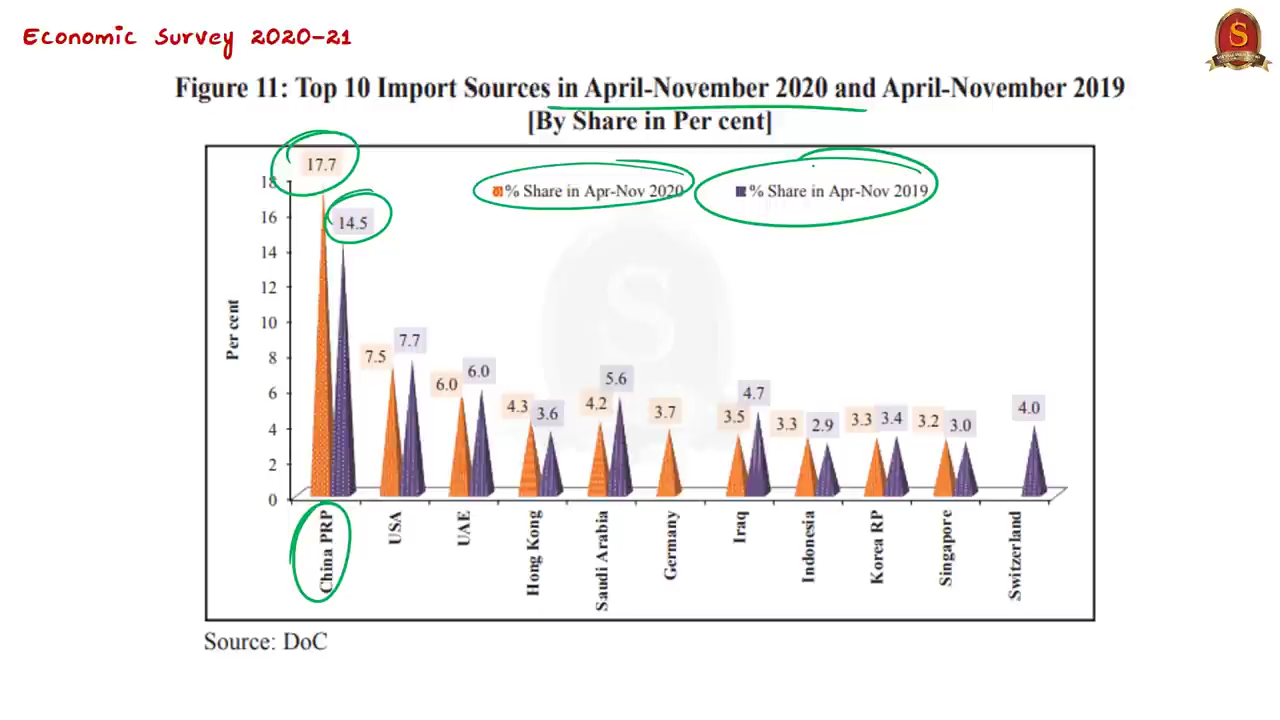 Economic Survey 2020-21
Figure 11: Top 10 Import Sources in April-November 2020 and April-November 2019
[By Share in Per cent]
% Share in Apr-Nov 2020
% Share in Apr-Nov 2019
Per cent
18
16
14
12
10
8
6
4
2
0
17.7
14.5
7.5
7.7
6.0
6.0
4.3
3.6
4.2
5.6
3.7
3.5
4.7
3.3
2.9
3.3
3.4
3.2
3.0
4.0
China PRP
USA
UAE
Hong Kong
Saudi Arabia
Germany
Iraq
Indonesia
Korea RP
Singapore
Switzerland
Source: DoC
S
S